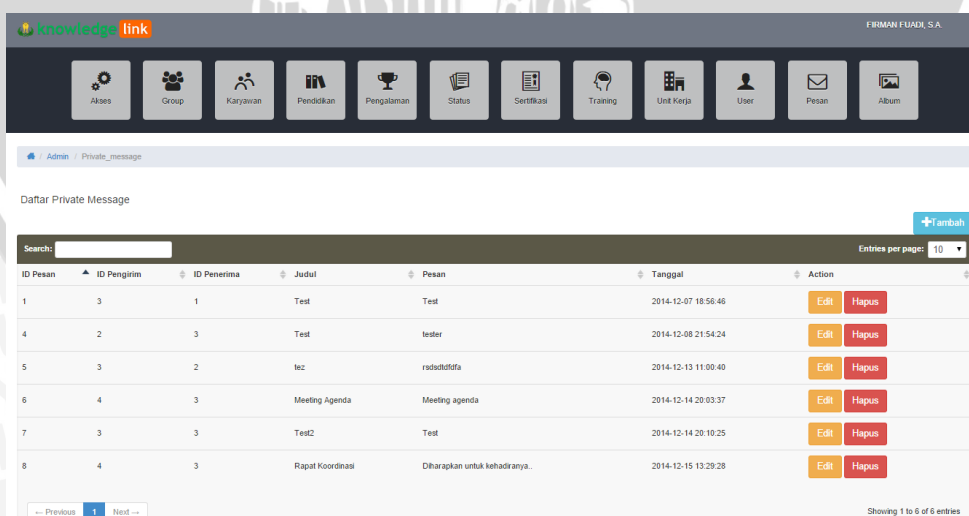 knowledge link
FIRMAN FUADI, S.A.
Akses Group Karyawan Pendidikan Pengalaman Status Sertifikasi Training Unit Kerja User Pesan Album
/ Admin / Private_message
Daftar Private Message
+Tambah
Search: Entries per page: 10
ID Pesan ID Pengirim ID Penerima Judul Pesan Tanggal Action
1 3 1 Test Test 2014-12-07 18:56:46 Edit Hapus
4 2 3 Test tester 2014-12-08 21:54:24 Edit Hapus
5 3 2 tez rsdsdtdfdfa 2014-12-13 11:00:40 Edit Hapus
6 4 3 Meeting Agenda Meeting agenda 2014-12-14 20:03:37 Edit Hapus
7 3 3 Test2 Test 2014-12-14 20:10:25 Edit Hapus
8 4 3 Rapat Koordinasi Diharapkan untuk kehadiranya.. 2014-12-15 13:29:28 Edit Hapus
← Previous 1 Next → Showing 1 to 6 of 6 entries